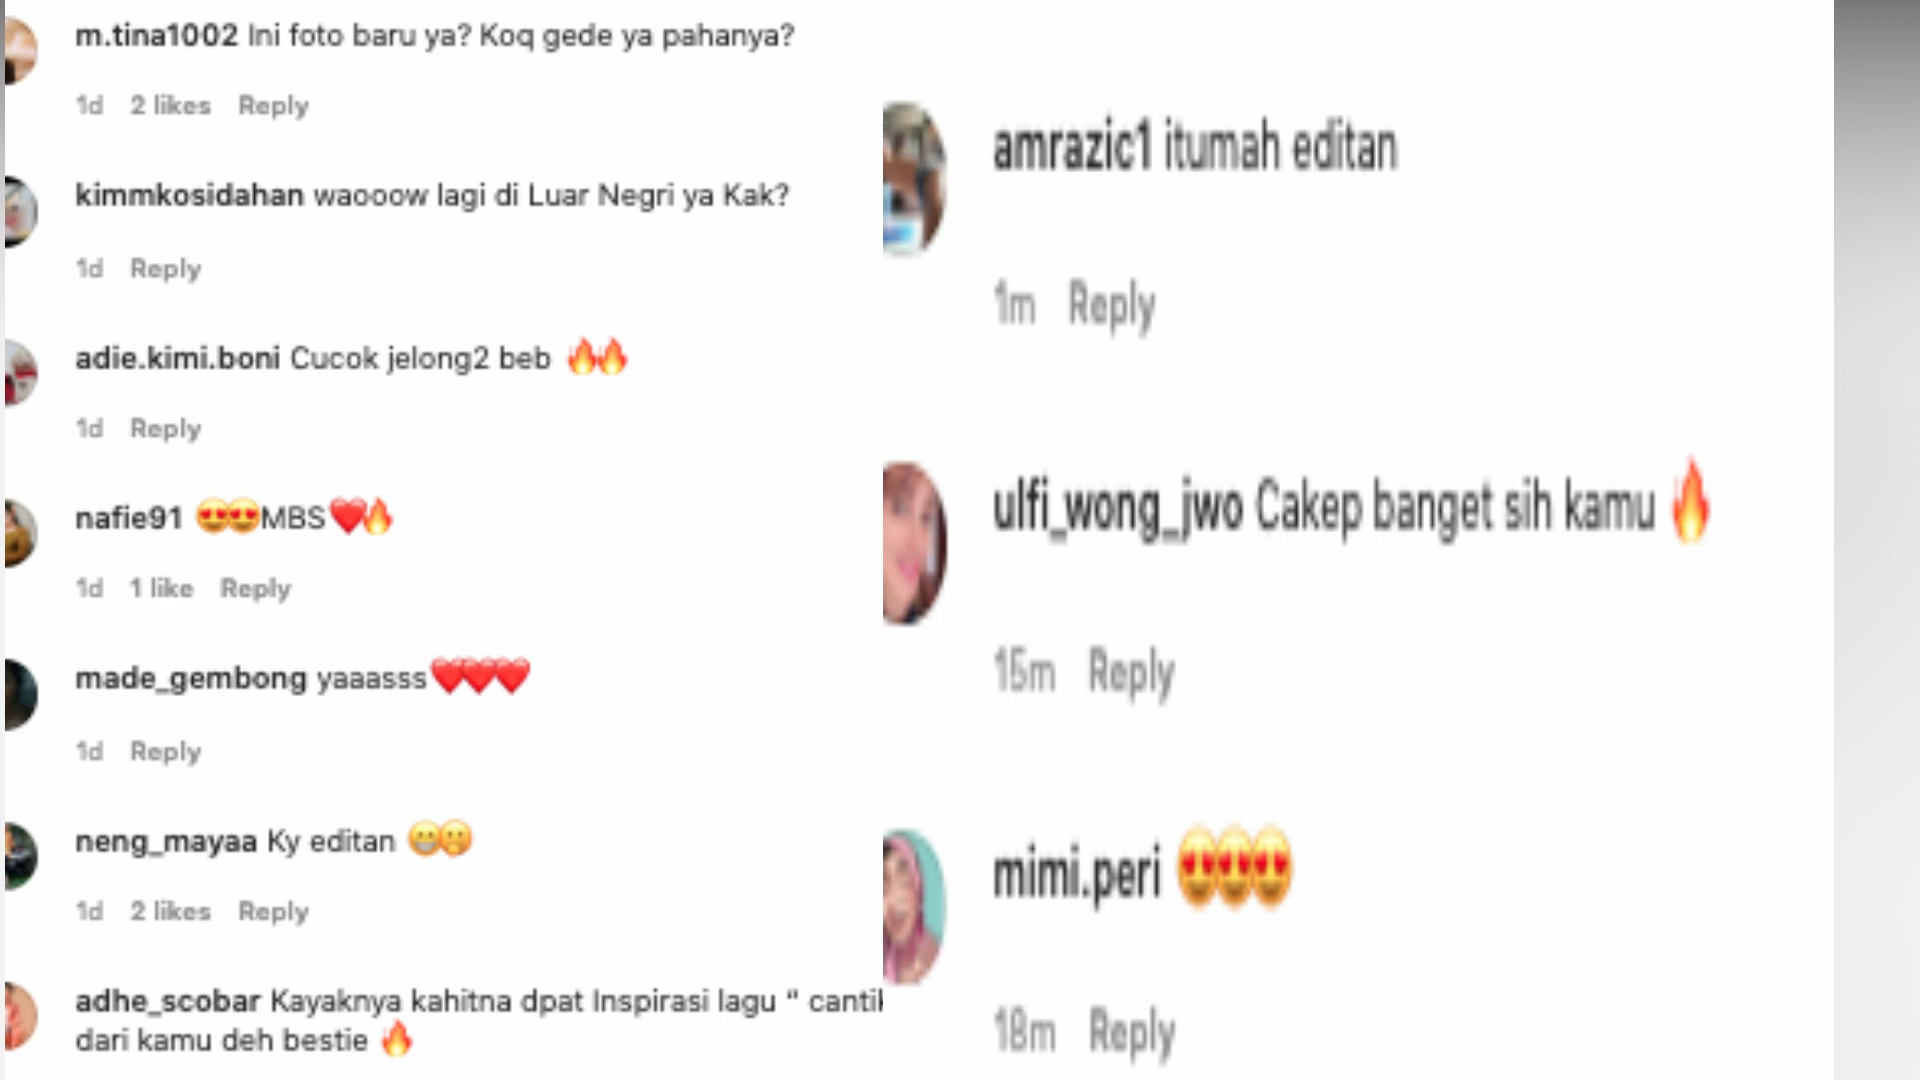 m.tina1002 Ini foto baru ya? Koq gede ya pahanya?
1d 2 likes Reply
kimmkosidahan waooow lagi di Luar Negri ya Kak?
1d Reply
adie.kimi.boni Cucok jelong2 beb 🔥🔥
1d Reply
nafie91 😍😍MBS❤️🔥
1d 1 like Reply
made_gembong yaaasss❤️❤️❤️
1d Reply
neng_mayaa Ky editan 😁🤭
1d 2 likes Reply
adhe_scobar Kayaknya kahitna dpat Inspirasi lagu “
dari kamu deh bestie 🔥
amrazic1 itumah editan
1m Reply
ulfi_wong_jwo Cakep banget sih kamu 🔥
15m Reply
mimi.peri 😍😍😍
18m Reply